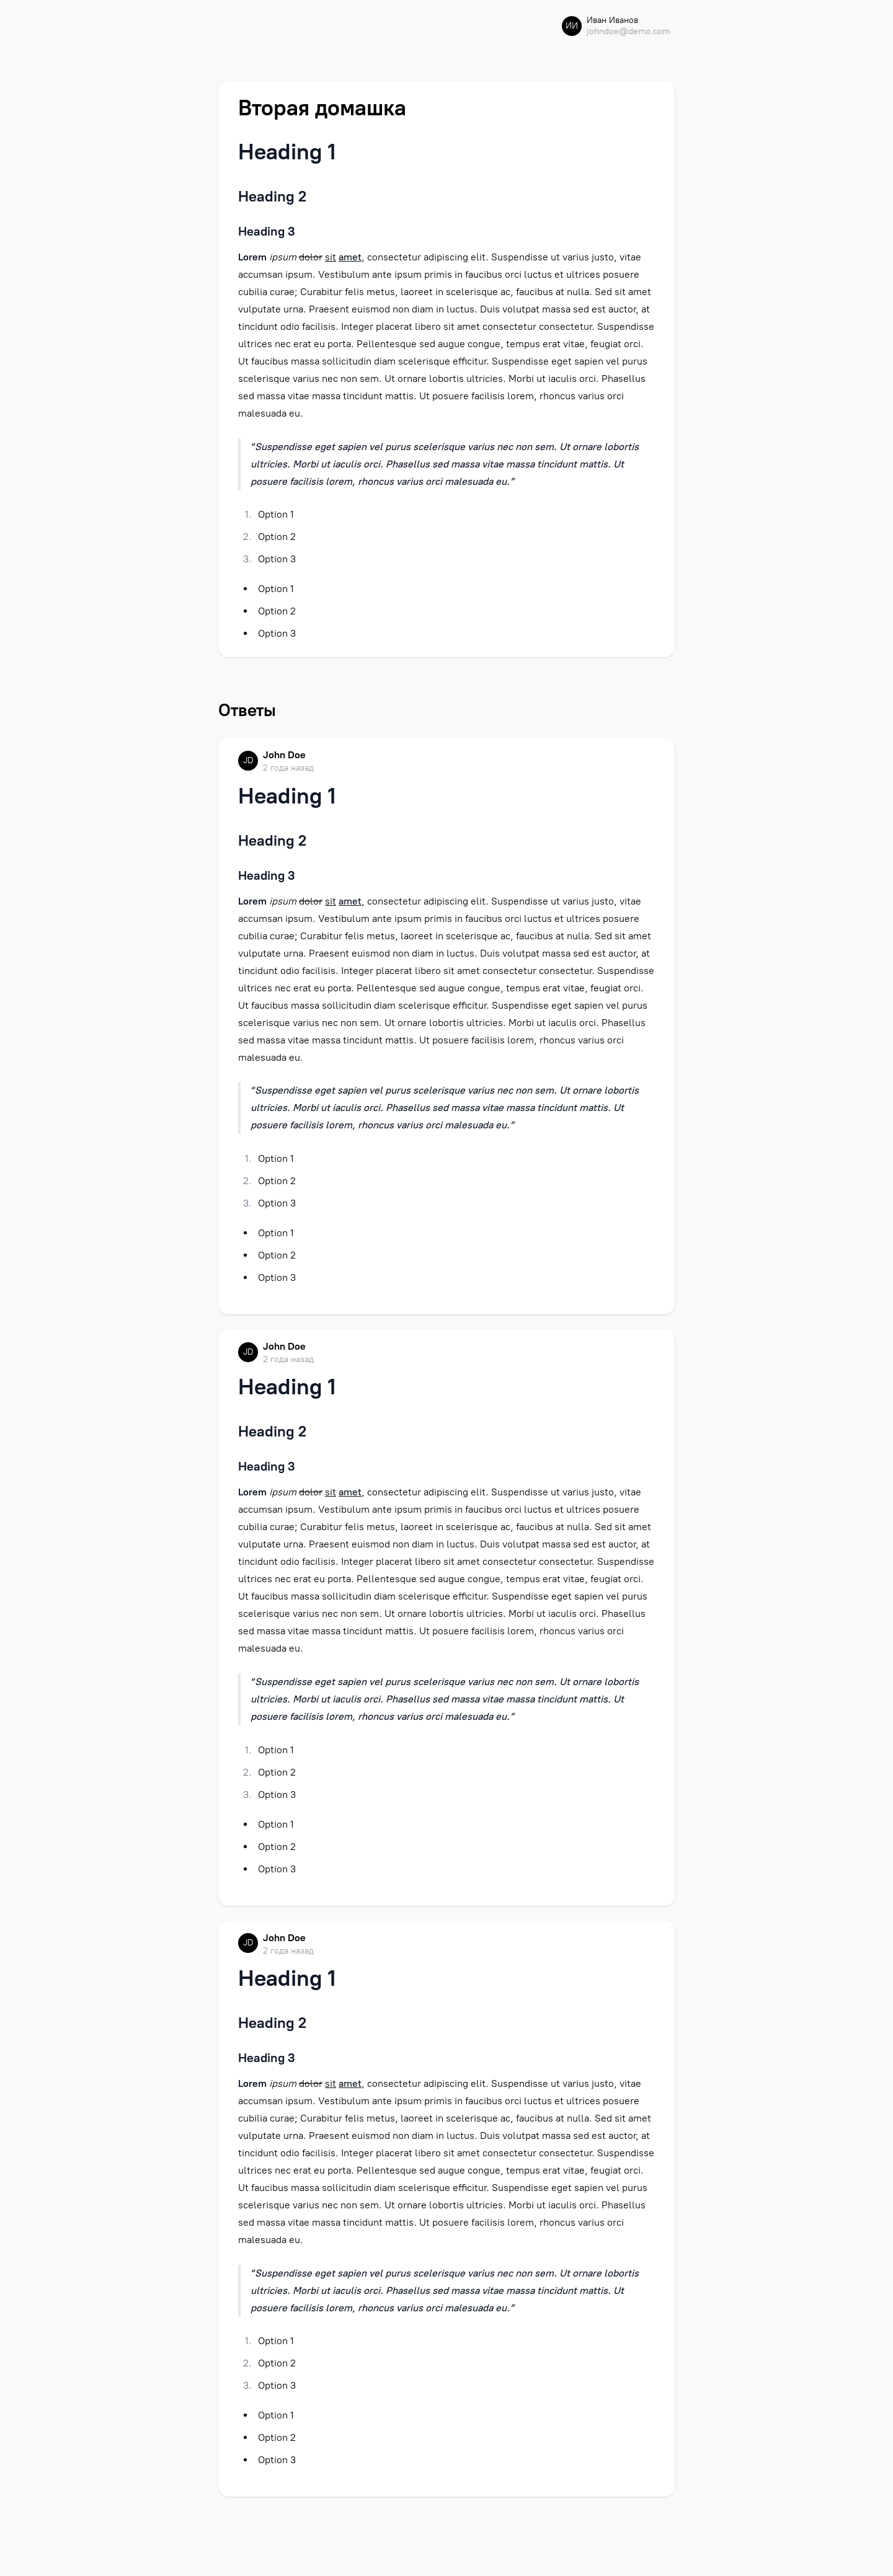 ИИ
Иван Иванов
johndoe@demo.com
Вторая домашка
Heading 1
Heading 2
Heading 3
Lorem ipsum dolor sit amet, consectetur adipiscing elit. Suspendisse ut varius justo, vitae
accumsan ipsum. Vestibulum ante ipsum primis in faucibus orci luctus et ultrices posuere
cubilia curae; Curabitur felis metus, laoreet in scelerisque ac, faucibus at nulla. Sed sit amet
vulputate urna. Praesent euismod non diam in luctus. Duis volutpat massa sed est auctor, at
tincidunt odio facilisis. Integer placerat libero sit amet consectetur consectetur. Suspendisse
ultrices nec erat eu porta. Pellentesque sed augue congue, tempus erat vitae, feugiat orci.
Ut faucibus massa sollicitudin diam scelerisque efficitur. Suspendisse eget sapien vel purus
scelerisque varius nec non sem. Ut ornare lobortis ultricies. Morbi ut iaculis orci. Phasellus
sed massa vitae massa tincidunt mattis. Ut posuere facilisis lorem, rhoncus varius orci
malesuada eu.
“Suspendisse eget sapien vel purus scelerisque varius nec non sem. Ut ornare lobortis
ultricies. Morbi ut iaculis orci. Phasellus sed massa vitae massa tincidunt mattis. Ut
posuere facilisis lorem, rhoncus varius orci malesuada eu.”
1. Option 1
2. Option 2
3. Option 3
• Option 1
• Option 2
• Option 3
Ответы
JD
John Doe
2 года назад
Heading 1
Heading 2
Heading 3
Lorem ipsum dolor sit amet, consectetur adipiscing elit. Suspendisse ut varius justo, vitae
accumsan ipsum. Vestibulum ante ipsum primis in faucibus orci luctus et ultrices posuere
cubilia curae; Curabitur felis metus, laoreet in scelerisque ac, faucibus at nulla. Sed sit amet
vulputate urna. Praesent euismod non diam in luctus. Duis volutpat massa sed est auctor, at
tincidunt odio facilisis. Integer placerat libero sit amet consectetur consectetur. Suspendisse
ultrices nec erat eu porta. Pellentesque sed augue congue, tempus erat vitae, feugiat orci.
Ut faucibus massa sollicitudin diam scelerisque efficitur. Suspendisse eget sapien vel purus
scelerisque varius nec non sem. Ut ornare lobortis ultricies. Morbi ut iaculis orci. Phasellus
sed massa vitae massa tincidunt mattis. Ut posuere facilisis lorem, rhoncus varius orci
malesuada eu.
“Suspendisse eget sapien vel purus scelerisque varius nec non sem. Ut ornare lobortis
ultricies. Morbi ut iaculis orci. Phasellus sed massa vitae massa tincidunt mattis. Ut
posuere facilisis lorem, rhoncus varius orci malesuada eu.”
1. Option 1
2. Option 2
3. Option 3
• Option 1
• Option 2
• Option 3
JD
John Doe
2 года назад
Heading 1
Heading 2
Heading 3
Lorem ipsum dolor sit amet, consectetur adipiscing elit. Suspendisse ut varius justo, vitae
accumsan ipsum. Vestibulum ante ipsum primis in faucibus orci luctus et ultrices posuere
cubilia curae; Curabitur felis metus, laoreet in scelerisque ac, faucibus at nulla. Sed sit amet
vulputate urna. Praesent euismod non diam in luctus. Duis volutpat massa sed est auctor, at
tincidunt odio facilisis. Integer placerat libero sit amet consectetur consectetur. Suspendisse
ultrices nec erat eu porta. Pellentesque sed augue congue, tempus erat vitae, feugiat orci.
Ut faucibus massa sollicitudin diam scelerisque efficitur. Suspendisse eget sapien vel purus
scelerisque varius nec non sem. Ut ornare lobortis ultricies. Morbi ut iaculis orci. Phasellus
sed massa vitae massa tincidunt mattis. Ut posuere facilisis lorem, rhoncus varius orci
malesuada eu.
“Suspendisse eget sapien vel purus scelerisque varius nec non sem. Ut ornare lobortis
ultricies. Morbi ut iaculis orci. Phasellus sed massa vitae massa tincidunt mattis. Ut
posuere facilisis lorem, rhoncus varius orci malesuada eu.”
1. Option 1
2. Option 2
3. Option 3
• Option 1
• Option 2
• Option 3
JD
John Doe
2 года назад
Heading 1
Heading 2
Heading 3
Lorem ipsum dolor sit amet, consectetur adipiscing elit. Suspendisse ut varius justo, vitae
accumsan ipsum. Vestibulum ante ipsum primis in faucibus orci luctus et ultrices posuere
cubilia curae; Curabitur felis metus, laoreet in scelerisque ac, faucibus at nulla. Sed sit amet
vulputate urna. Praesent euismod non diam in luctus. Duis volutpat massa sed est auctor, at
tincidunt odio facilisis. Integer placerat libero sit amet consectetur consectetur. Suspendisse
ultrices nec erat eu porta. Pellentesque sed augue congue, tempus erat vitae, feugiat orci.
Ut faucibus massa sollicitudin diam scelerisque efficitur. Suspendisse eget sapien vel purus
scelerisque varius nec non sem. Ut ornare lobortis ultricies. Morbi ut iaculis orci. Phasellus
sed massa vitae massa tincidunt mattis. Ut posuere facilisis lorem, rhoncus varius orci
malesuada eu.
“Suspendisse eget sapien vel purus scelerisque varius nec non sem. Ut ornare lobortis
ultricies. Morbi ut iaculis orci. Phasellus sed massa vitae massa tincidunt mattis. Ut
posuere facilisis lorem, rhoncus varius orci malesuada eu.”
1. Option 1
2. Option 2
3. Option 3
• Option 1
• Option 2
• Option 3